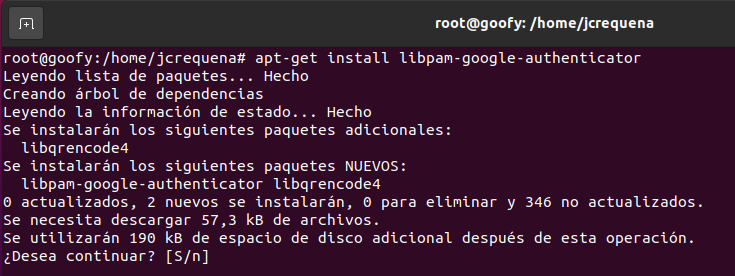 root@goofy: /home/jcrequena
root@goofy:/home/jcrequena# apt-get install libpam-google-authenticator
Leyendo lista de paquetes... Hecho
Creando árbol de dependencias
Leyendo la información de estado... Hecho
Se instalarán los siguientes paquetes adicionales:
  libqrencode4
Se instalarán los siguientes paquetes NUEVOS:
  libpam-google-authenticator libqrencode4
0 actualizados, 2 nuevos se instalarán, 0 para eliminar y 346 no actualizados.
Se necesita descargar 57,3 kB de archivos.
Se utilizarán 190 kB de espacio de disco adicional después de esta operación.
¿Desea continuar? [S/n]